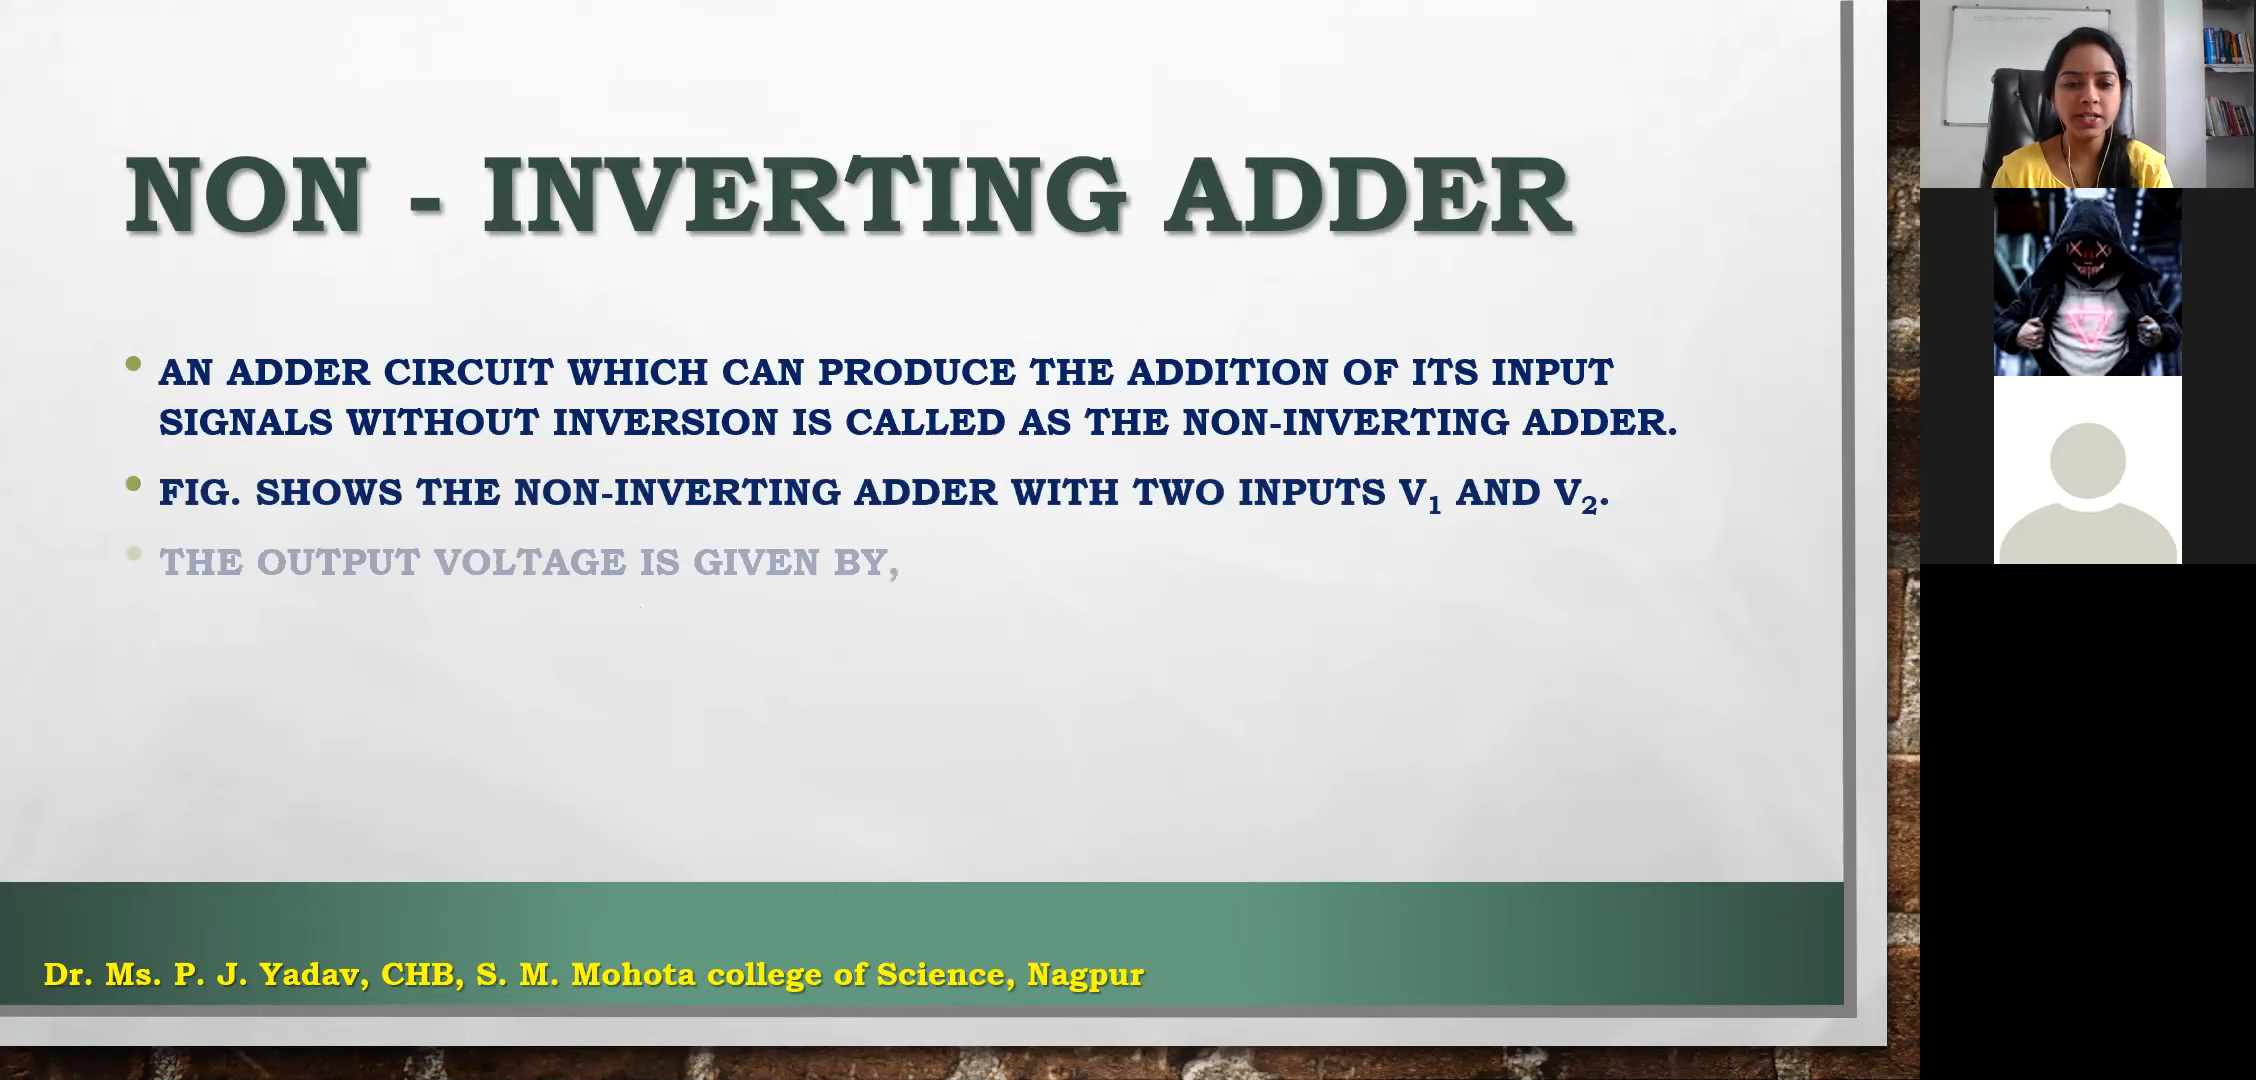 NON - INVERTING ADDER
• AN ADDER CIRCUIT WHICH CAN PRODUCE THE ADDITION OF ITS INPUT
SIGNALS WITHOUT INVERSION IS CALLED AS THE NON-INVERTING ADDER.
• FIG. SHOWS THE NON-INVERTING ADDER WITH TWO INPUTS V₁ AND V₂.
• THE OUTPUT VOLTAGE IS GIVEN BY,
Dr. Ms. P. J. Yadav, CHB, S. M. Mohota college of Science, Nagpur